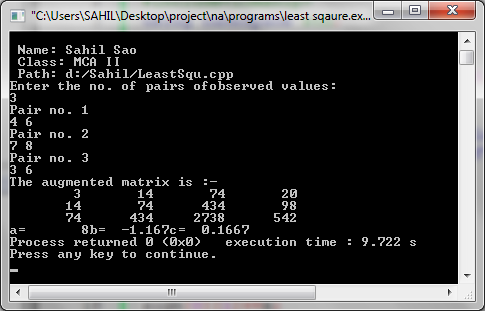 "C:\Users\SAHIL\Desktop\project\na\programs\least sqaure.ex...
Name: Sahil Sao
Class: MCA II
Path: d:/Sahil/LeastSqu.cpp
Enter the no. of pairs ofobserved values:
3
Pair no. 1
4 6
Pair no. 2
7 8
Pair no. 3
3 6
The augmented matrix is :-
3 14 74 20
14 74 434 98
74 434 2738 542
a= 8b= -1.167c= 0.1667
Process returned 0 (0x0) execution time : 9.722 s
Press any key to continue.